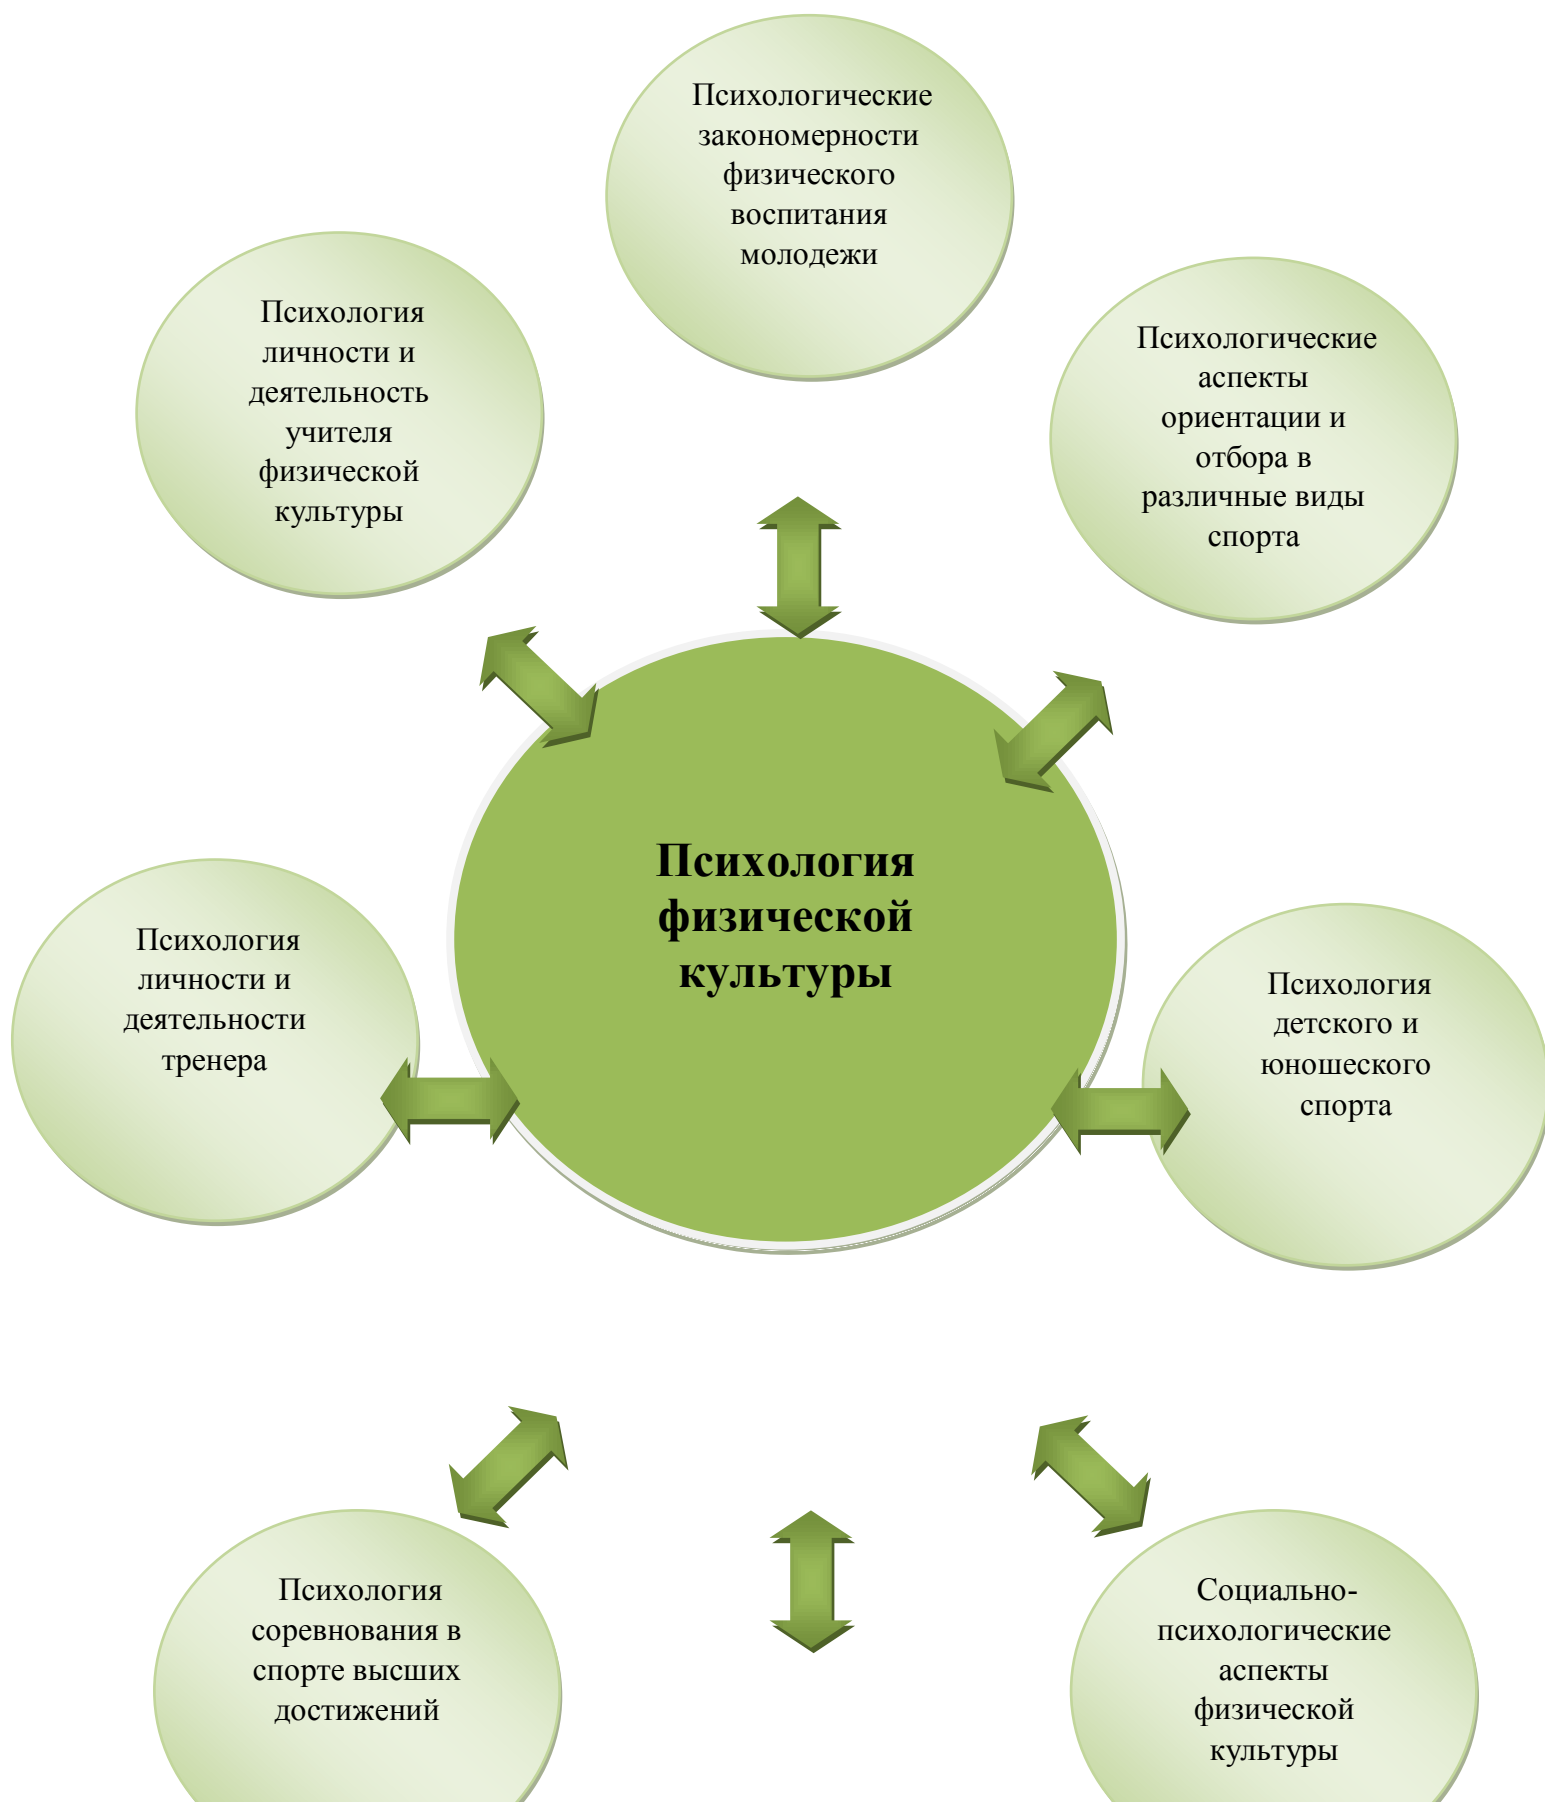 Психологические
закономерности
физического
воспитания
молодежи
Психология
личности и
деятельность
учителя
физической
культуры
Психологические
аспекты
ориентации и
отбора в
различные виды
спорта
Психология
физической
культуры
Психология
личности и
деятельности
тренера
Психология
детского и
юношеского
спорта
Психология
соревнования в
спорте высших
достижений
Социально-
психологические
аспекты
физической
культуры